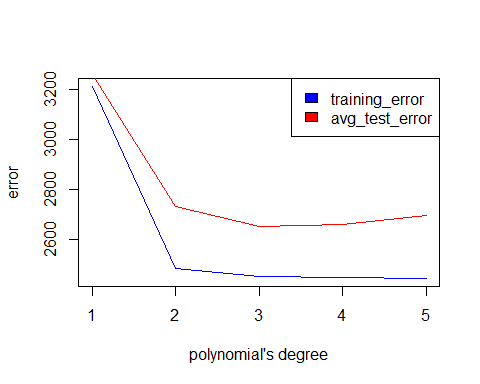 training_error
avg_test_error
error
3200
3000
2800
2600
1 2 3 4 5
polynomial's degree